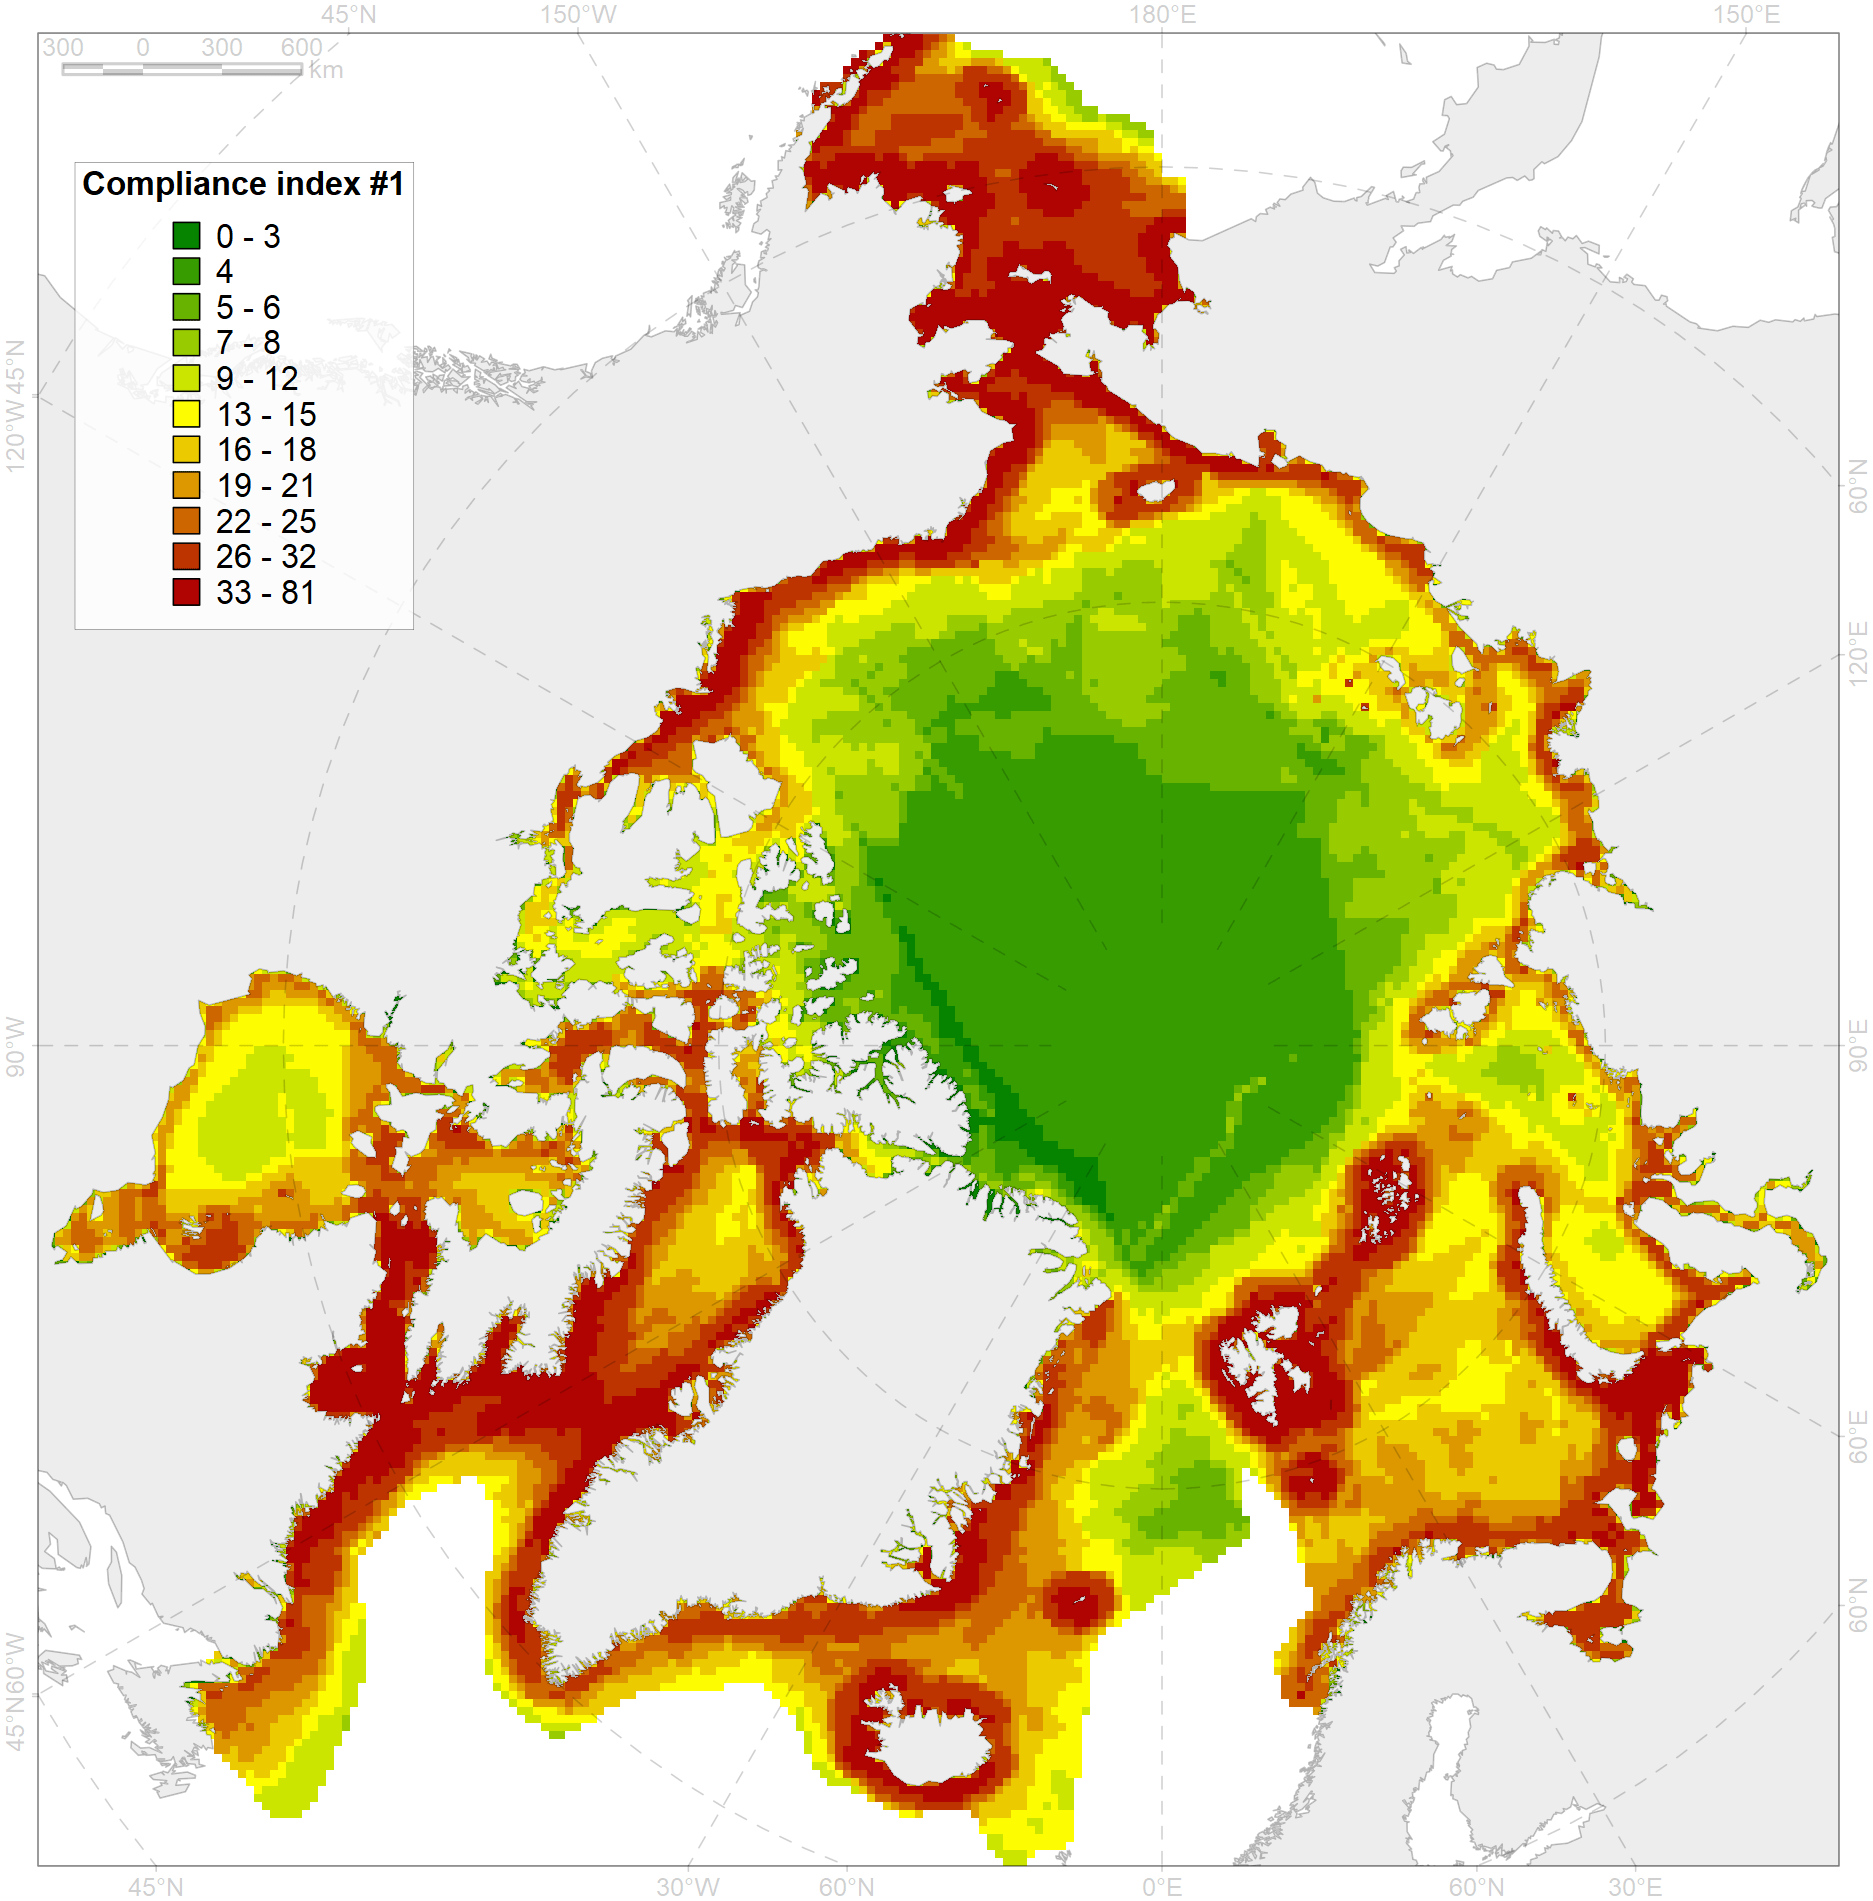 45°N 150°W 180°E 150°E
300 0 300 600
km
Compliance index #1
0 - 3
4
5 - 6
7 - 8
9 - 12
13 - 15
16 - 18
19 - 21
22 - 25
26 - 32
33 - 81
45°N
120°W
90°W
60°W
45°N
60°N
120°E
90°E
60°E
60°N
45°N 30°W 60°N 0°E 60°N 30°E